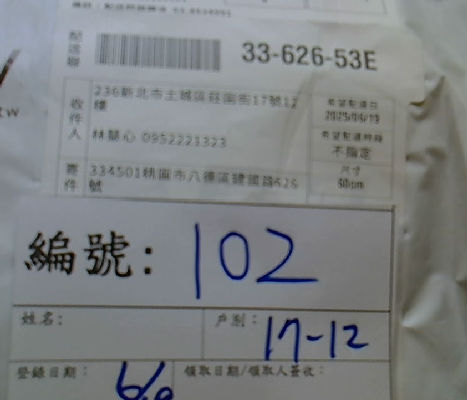 配送聯
33-626-53E
236新北市土城區莊園街17號12樓
收件人
希望配達日
2025/06/19
希望配達時段
林關心 0952221323
不指定
寄件
334501桃園市八德區建國路626號
尺寸
60cm
編號: 102
姓名:
戶別: 17-12
登錄日期:
領取日期/領取人簽收: